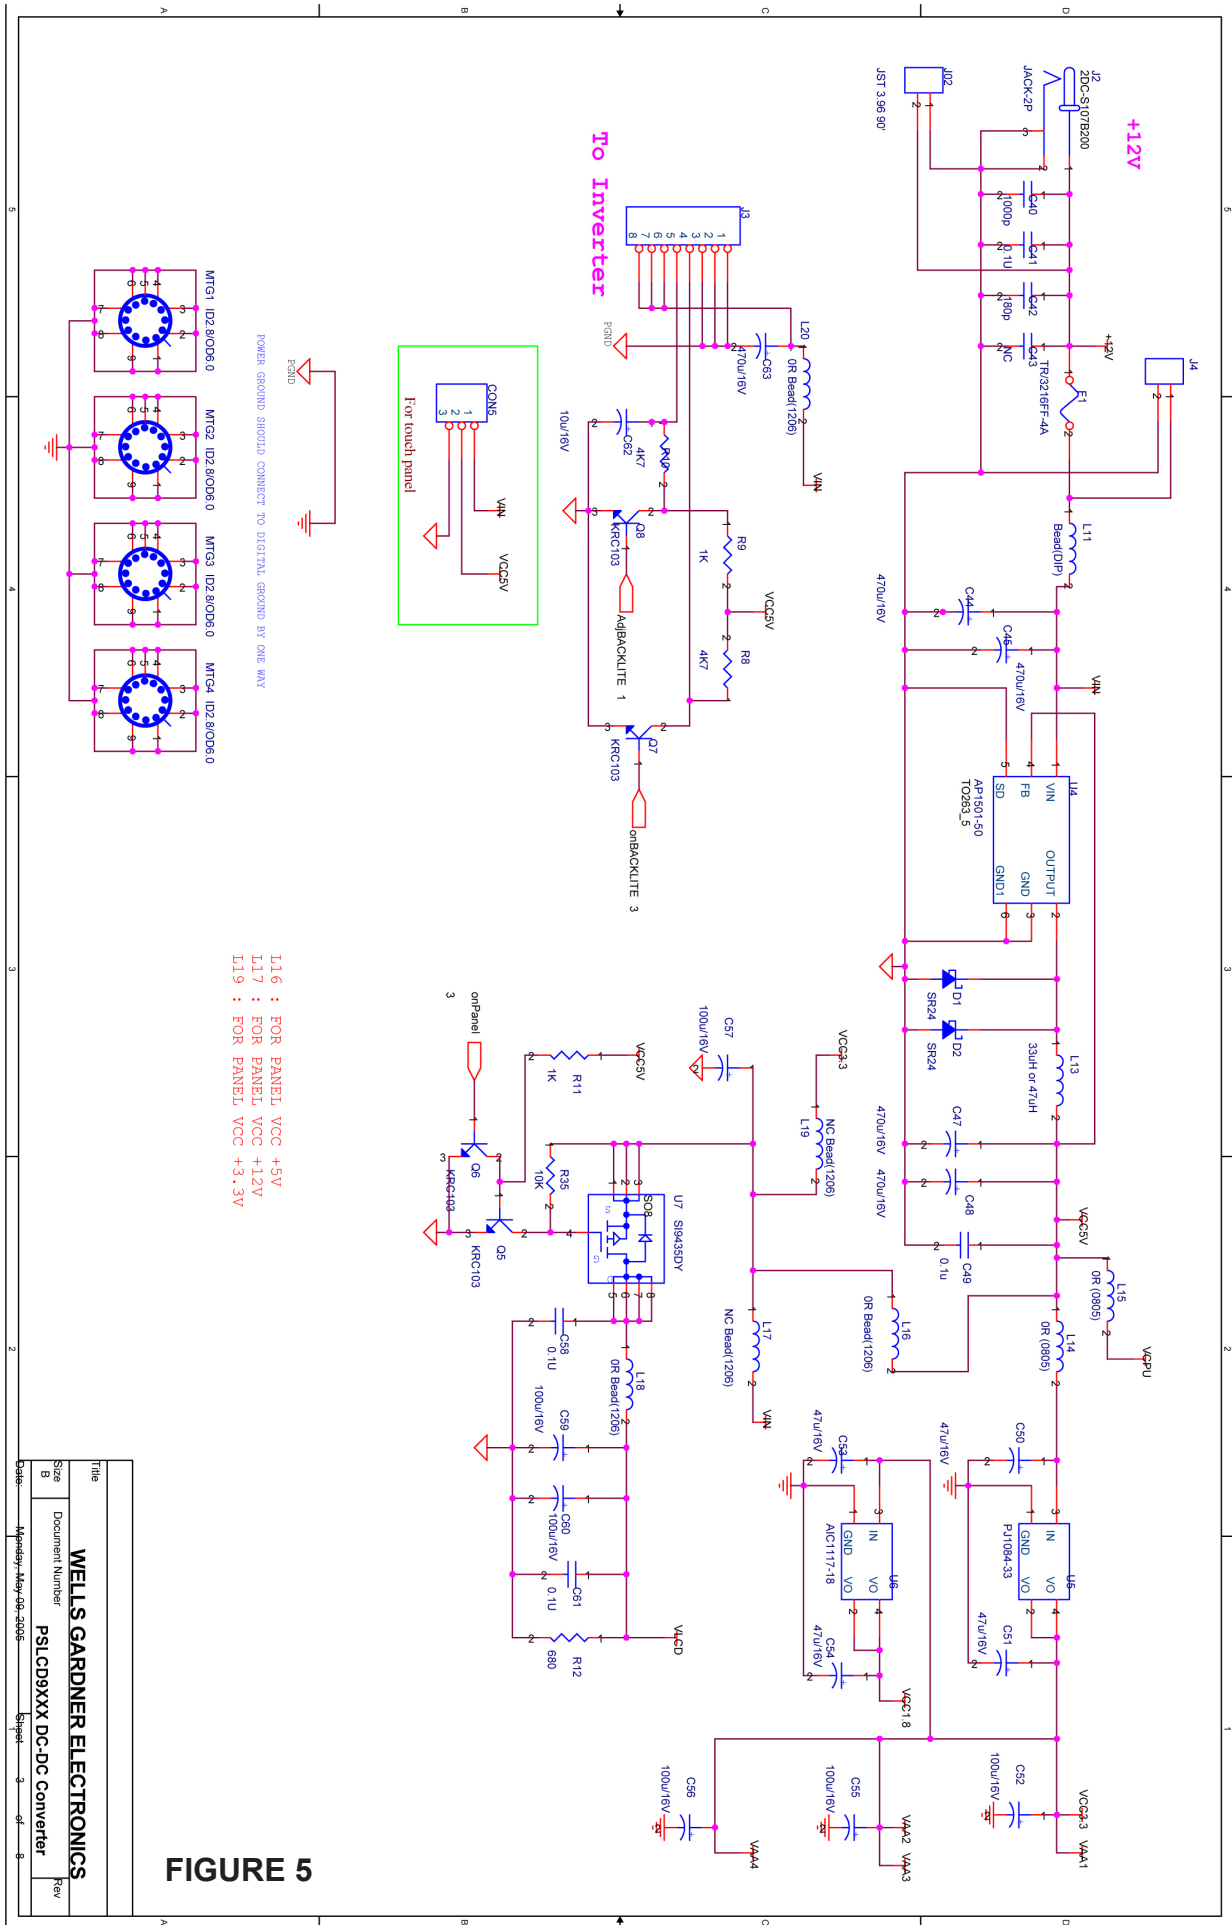 +12V
J2
2DC-S107B200
JACK-2P
J02
JST 3.96 90'
C40
1000p
C41
0.1U
C42
180p
C43
NC
+12V
F1
TR/3216FF-4A
J4
L11
Bead(DIP)
C44
470u/16V
C45
470u/16V
VIN
U4
VIN
FB
SD
OUTPUT
GND
GND1
AP1501-50
TO263_5
D1
SR24
D2
SR24
L13
33uH or 47uH
C47
470u/16V
C48
470u/16V
C49
0.1u
VCC5V
L15
0R (0805)
VCPU
L14
0R (0805)
C50
47u/16V
U5
IN
GND
VO
VO
PJ1084-33
C51
47u/16V
C52
100u/16V
VCC3.3
VAA1
C53
47u/16V
U6
IN
GND
VO
VO
AIC1117-18
C54
47u/16V
VCC1.8
C55
100u/16V
VAA2
VAA3
C56
100u/16V
VAA4
To Inverter
J3
1
2
3
4
5
6
7
8
PGND
C63
470u/16V
L20
0R Bead(1206)
VIN
C62
10u/16V
R10
4K7
Q8
KRC103
AdjBACKLITE 1
R9
1K
VCC5V
R8
4K7
Q7
KRC103
onBACKLITE 3
CON5
1
2
3
VIN
VCC5V
For touch panel
VCC3.3
L19
NC Bead(1206)
C57
100u/16V
L16
0R Bead(1206)
L17
NC Bead(1206)
VIN
VCC5V
R11
1K
onPanel
3
Q6
KRC103
Q5
KRC103
R35
10K
U7 SI9435DY
SO8
S
G
D
C58
0.1U
L18
0R Bead(1206)
C59
100u/16V
C60
100u/16V
C61
0.1U
R12
680
VLCD
MTG1 ID2.8/OD6.0
MTG2 ID2.8/OD6.0
MTG3 ID2.8/OD6.0
MTG4 ID2.8/OD6.0
PGND
POWER GROUND SHOULD CONNECT TO DIGITAL GROUND BY ONE WAY
L16 : FOR PANEL VCC +5V
L17 : FOR PANEL VCC +12V
L19 : FOR PANEL VCC +3.3V
Title
WELLS GARDNER ELECTRONICS
Size
B
Document Number
PSLCD9XXX DC-DC Converter
Rev
Date:
Monday, May 09, 2005
Sheet 3 of 8
FIGURE 5